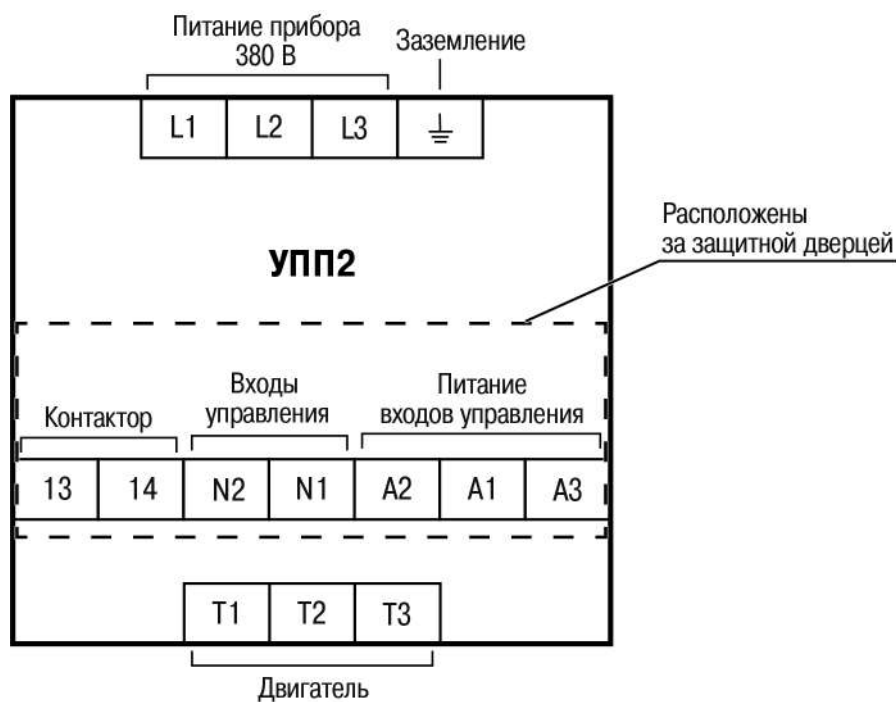 Питание прибора
380 В
Заземление
L1 L2 L3
Расположены
за защитной дверцей
УПП2
Контактор
Входы
управления
Питание
входов управления
13 14 N2 N1 A2 A1 A3
T1 T2 T3
Двигатель